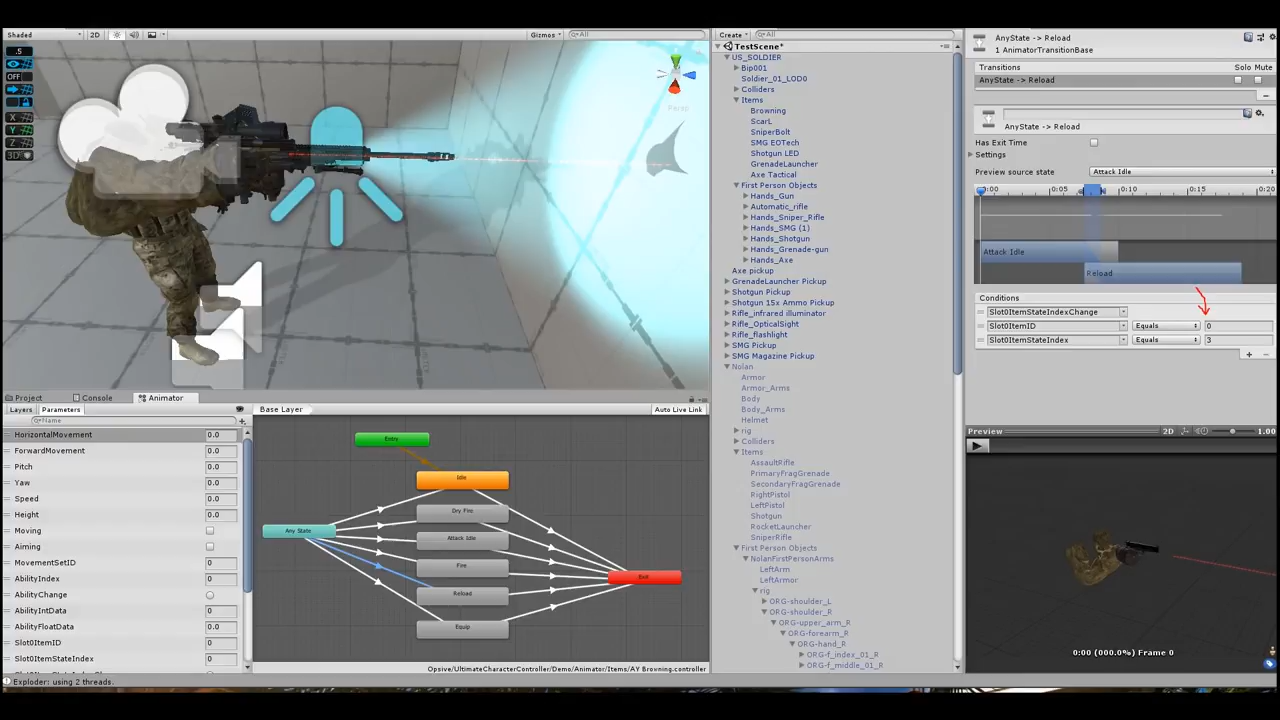 Shaded
2D
Gizmos
All
.5
OFF
X
Y
Z
3D
Persp
Project
Console
Animator
Layers
Parameters
Name
HorizontalMovement 0.0
ForwardMovement 0.0
Pitch 0.0
Yaw 0.0
Speed 0.0
Height 0.0
Moving
Aiming
MovementSetID 0
AbilityIndex 0
AbilityChange
AbilityIntData 0
AbilityFloatData 0.0
Slot0ItemID 0
Slot0ItemStateIndex 0
Base Layer
Auto Live Link
Entry
Idle
Any State
Dry Fire
Attack Idle
Fire
Reload
Equip
Exit
Opsive/UltimateCharacterController/Demo/Animator/Items/AY Browning.controller
Exploder: using 2 threads.
Create
All
TestScene*
US_SOLDIER
Bip001
Soldier_01_LOD0
Colliders
Items
Browning
ScarL
SniperBolt
SMG EOTech
Shotgun LED
GrenadeLauncher
Axe Tactical
First Person Objects
Hands_Gun
Automatic_rifle
Hands_Sniper_Rifle
Hands_SMG (1)
Hands_Shotgun
Hands_Grenade-gun
Hands_Axe
Axe pickup
GrenadeLauncher Pickup
Shotgun Pickup
Shotgun 15x Ammo Pickup
Rifle_infrared illuminator
Rifle_OpticalSight
Rifle_flashlight
SMG Pickup
SMG Magazine Pickup
Nolan
Armor
Armor_Arms
Body
Body_Arms
Helmet
rig
Colliders
Items
AssaultRifle
PrimaryFragGrenade
SecondaryFragGrenade
RightPistol
LeftPistol
Shotgun
RocketLauncher
SniperRifle
First Person Objects
NolanFirstPersonArms
LeftArm
LeftArmor
rig
ORG-shoulder_L
ORG-shoulder_R
ORG-upper_arm_R
ORG-forearm_R
ORG-hand_R
ORG-f_index_01_R
ORG-f_middle_01_R
AnyState -> Reload
1 AnimatorTransitionBase
Transitions Solo Mute
AnyState -> Reload
AnyState -> Reload
Has Exit Time
Settings
Preview source state Attack Idle
0:00 0:05 0:10 0:15 0:20
Attack Idle
Reload
Conditions
Slot0ItemStateIndexChange
Slot0ItemID Equals 0
Slot0ItemStateIndex Equals 3
Preview 2D 1.00
0:00 (000.0%) Frame 0